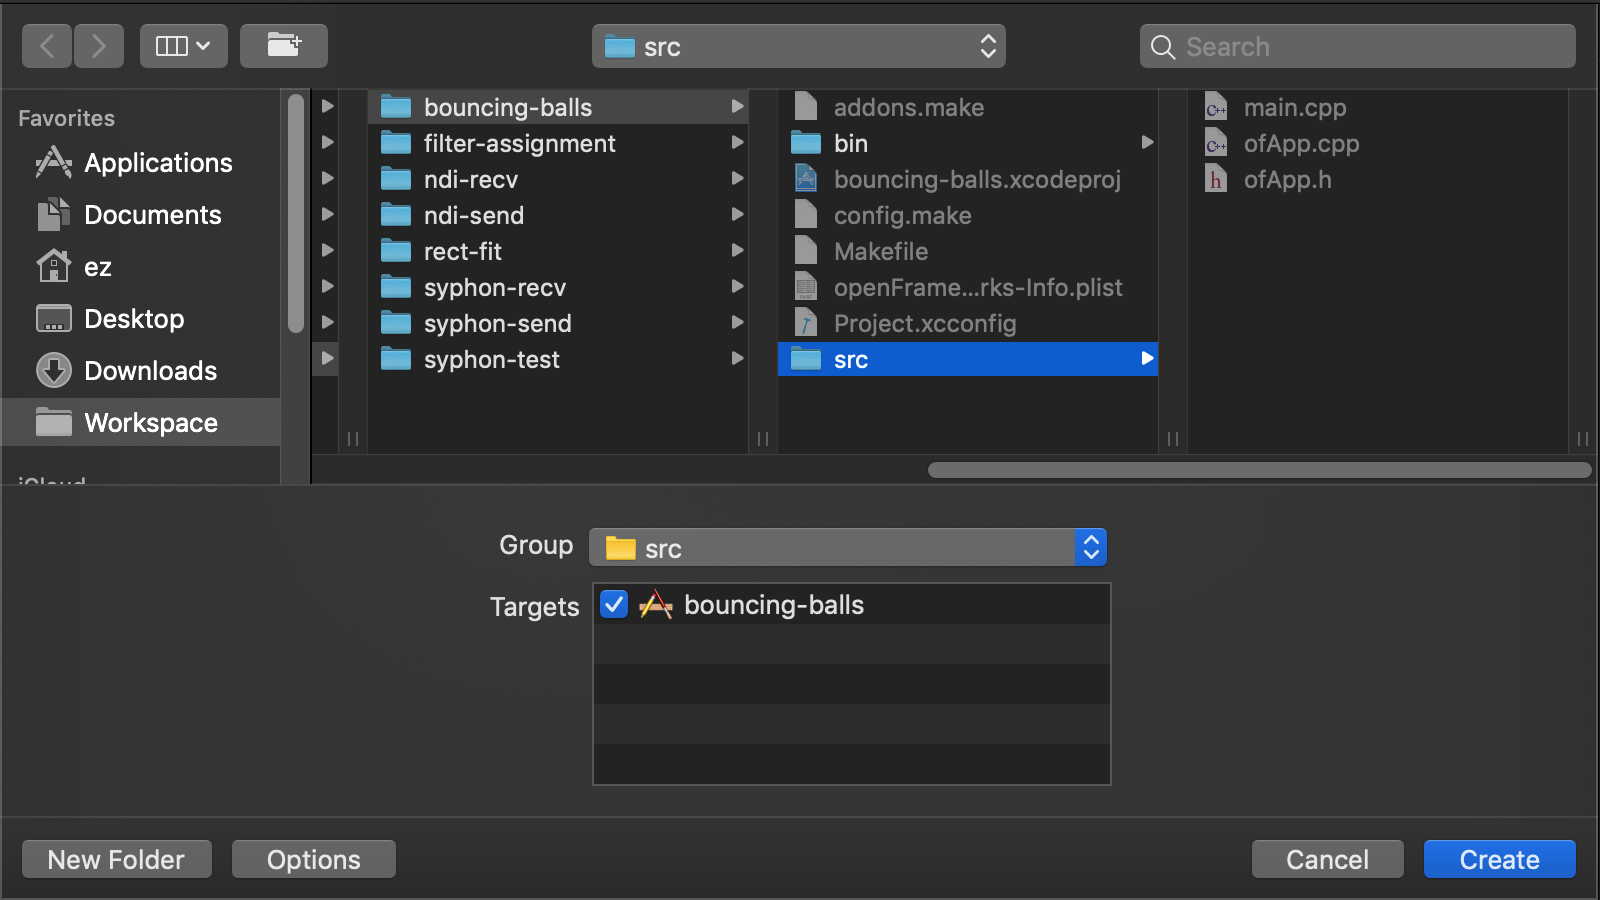 src
Search
Favorites
Applications
Documents
ez
Desktop
Downloads
Workspace
iCloud
bouncing-balls
filter-assignment
ndi-recv
ndi-send
rect-fit
syphon-recv
syphon-send
syphon-test
addons.make
bin
bouncing-balls.xcodeproj
config.make
Makefile
openFrame...rks-Info.plist
Project.xcconfig
src
main.cpp
ofApp.cpp
ofApp.h
Group
src
Targets
bouncing-balls
New Folder
Options
Cancel
Create